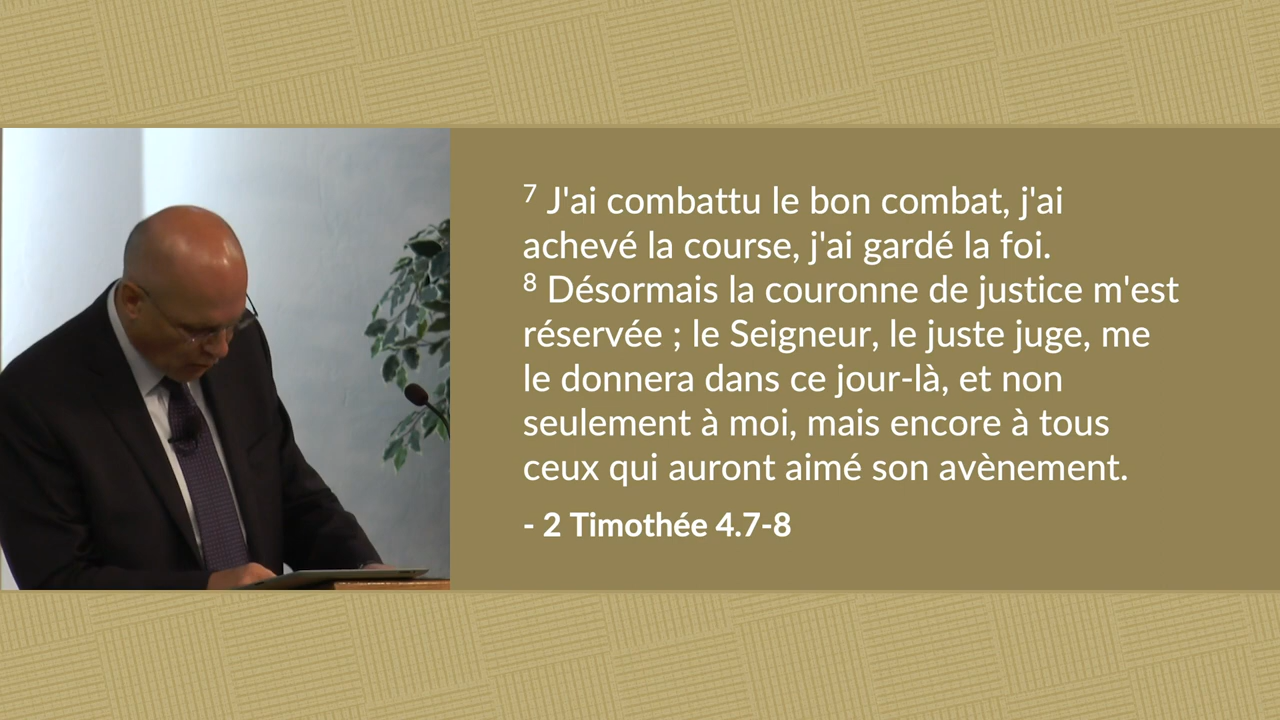 7 J'ai combattu le bon combat, j'ai
achevé la course, j'ai gardé la foi.
8 Désormais la couronne de justice m'est
réservée ; le Seigneur, le juste juge, me
le donnera dans ce jour-là, et non
seulement à moi, mais encore à tous
ceux qui auront aimé son avènement.
- 2 Timothée 4.7-8